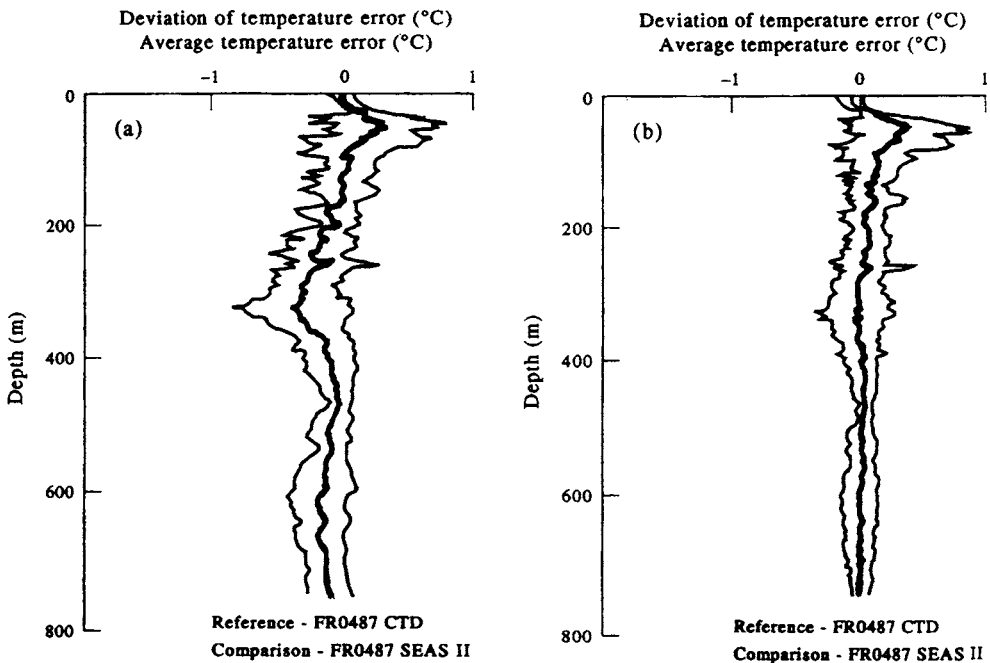 Deviation of temperature error (°C)
Average temperature error (°C)
−1 0 1
0
200
400
600
800
Depth (m)
(a)
Reference - FR0487 CTD
Comparison - FR0487 SEAS II
Deviation of temperature error (°C)
Average temperature error (°C)
−1 0 1
0
200
400
600
800
Depth (m)
(b)
Reference - FR0487 CTD
Comparison - FR0487 SEAS II